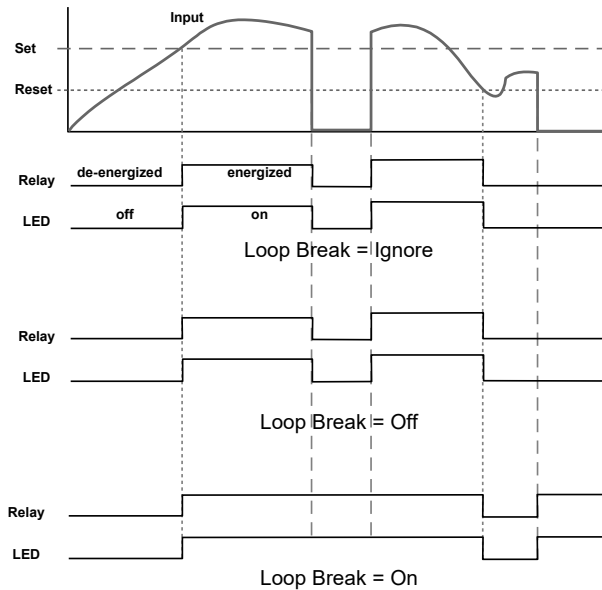 Input
Set
Reset
Relay de-energized energized
LED off on
Loop Break = Ignore
Relay
LED
Loop Break = Off
Relay
LED
Loop Break = On